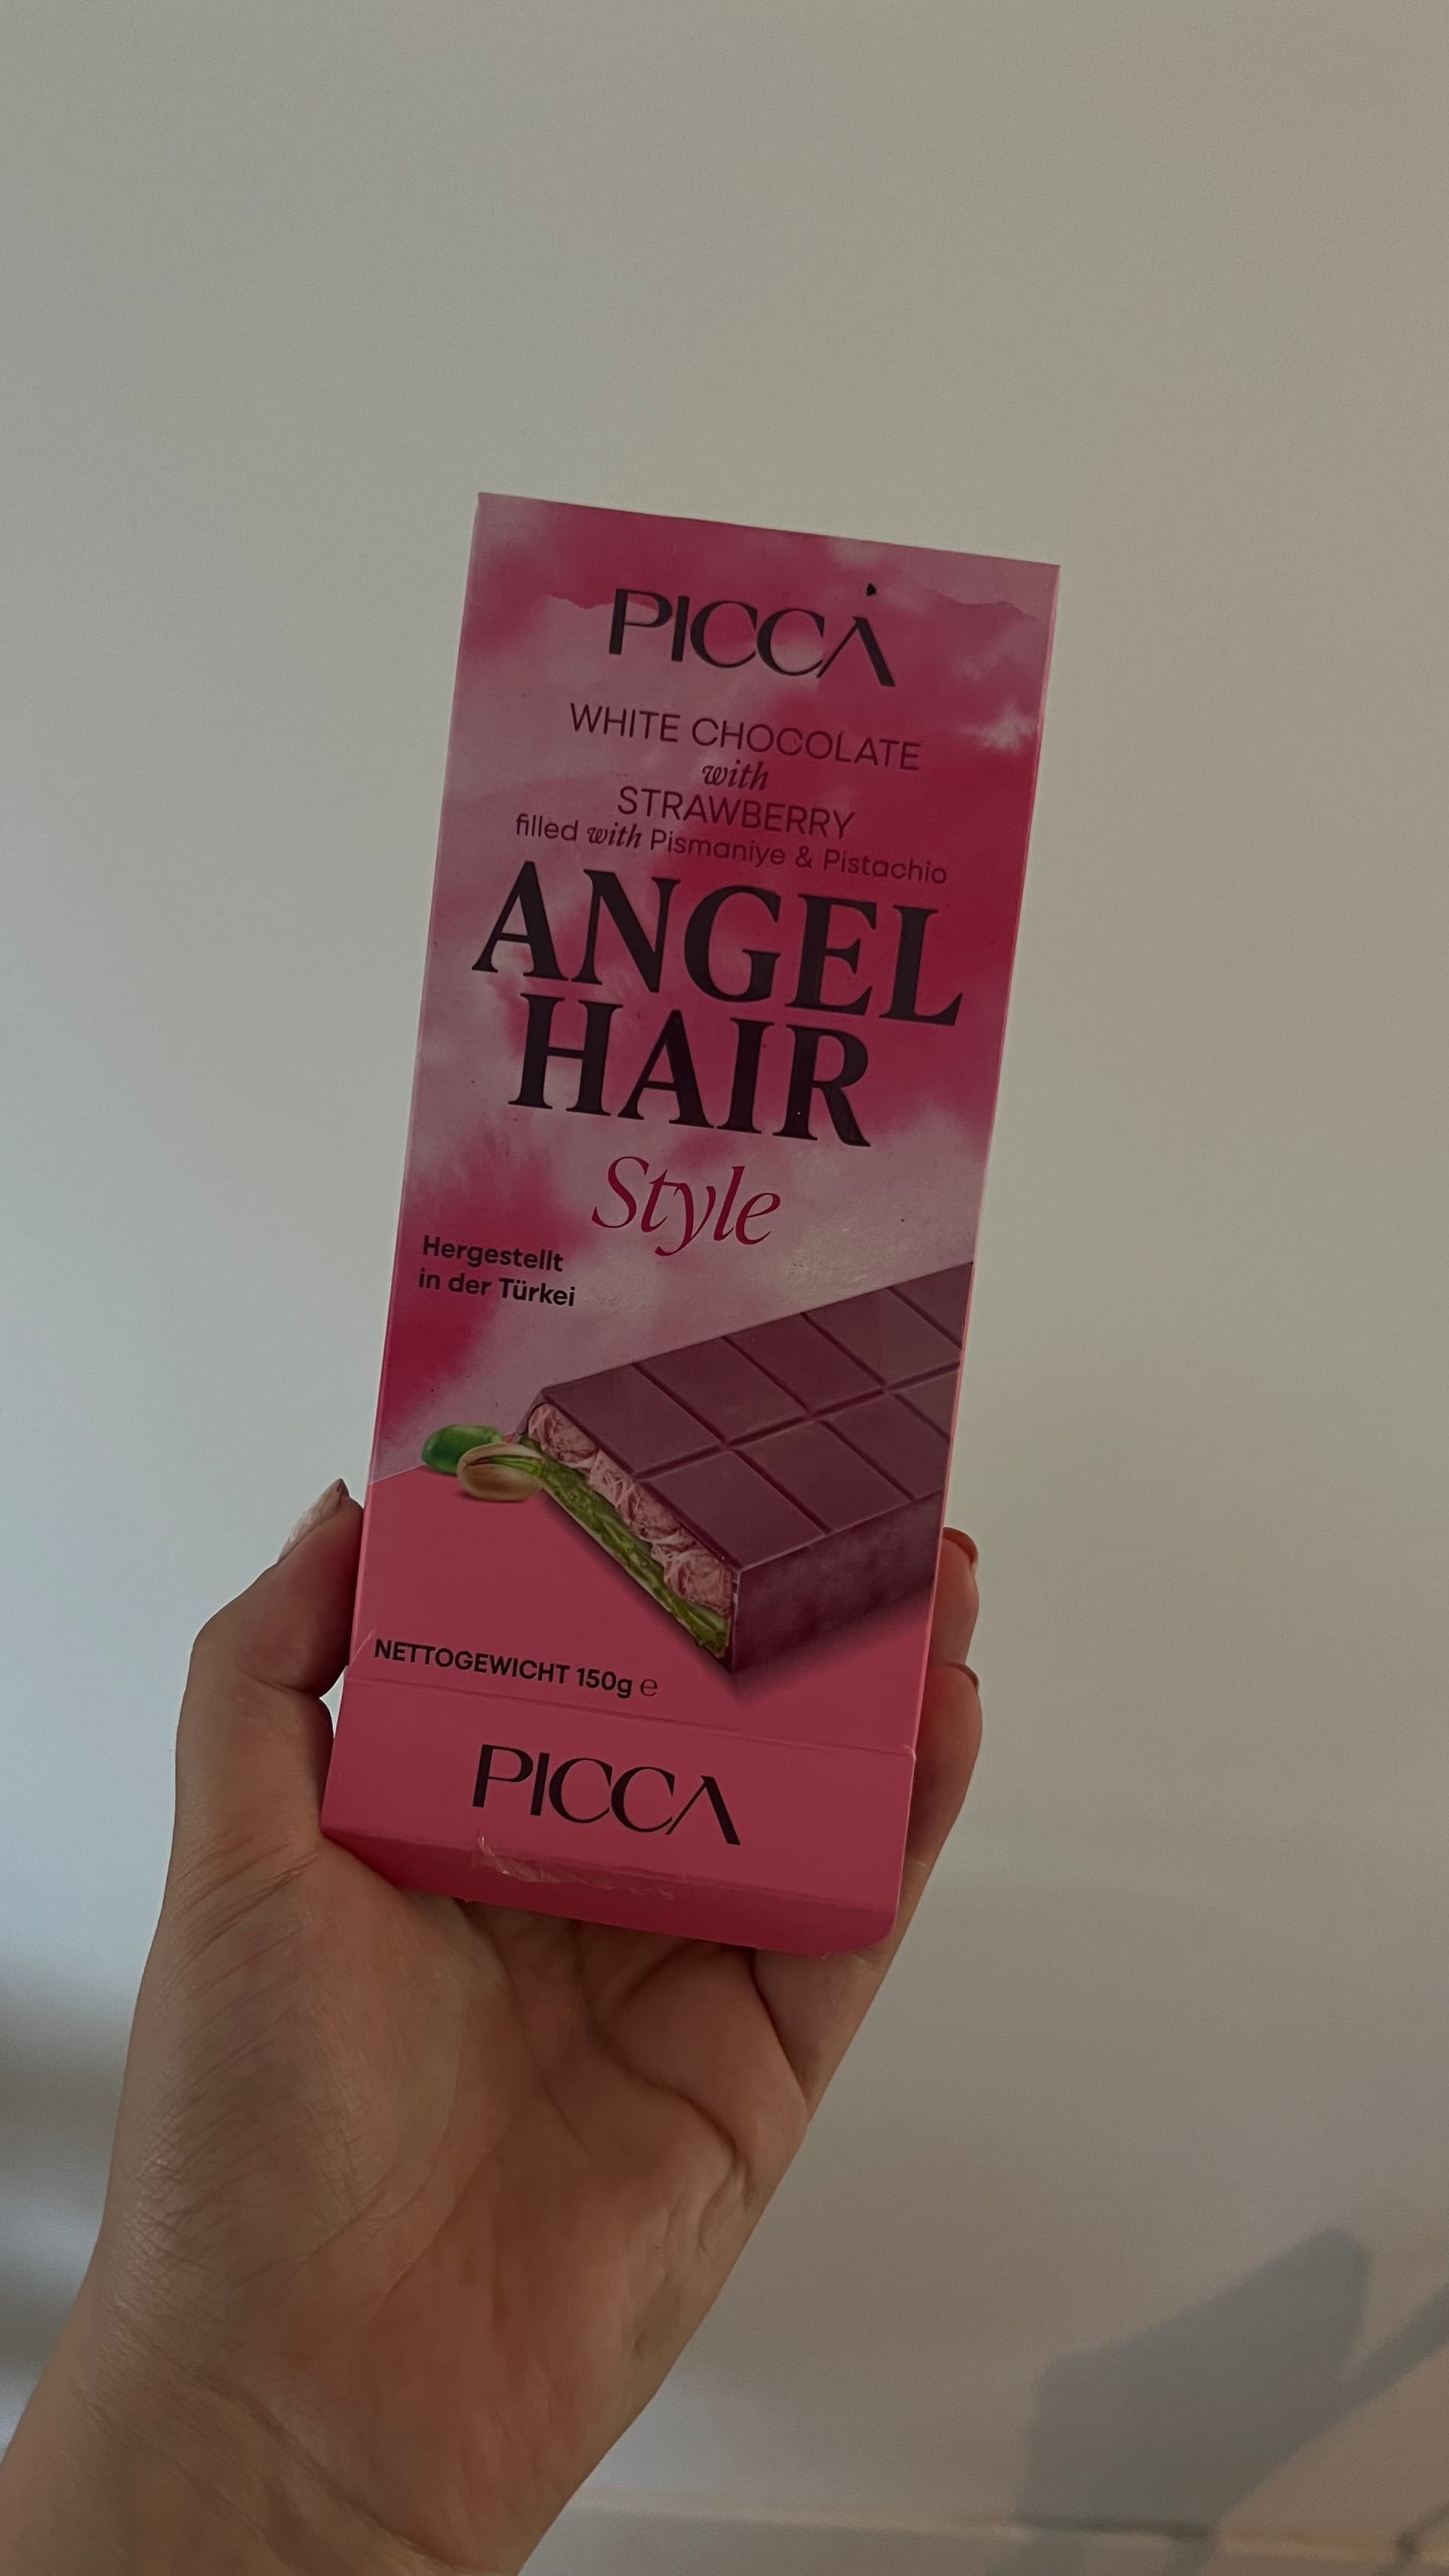 PICCA
WHITE CHOCOLATE
with
STRAWBERRY
filled with Pismaniye & Pistachio
ANGEL
HAIR
Style
Hergestellt
in der Türkei
NETTOGEWICHT 150g ℮
PICCA